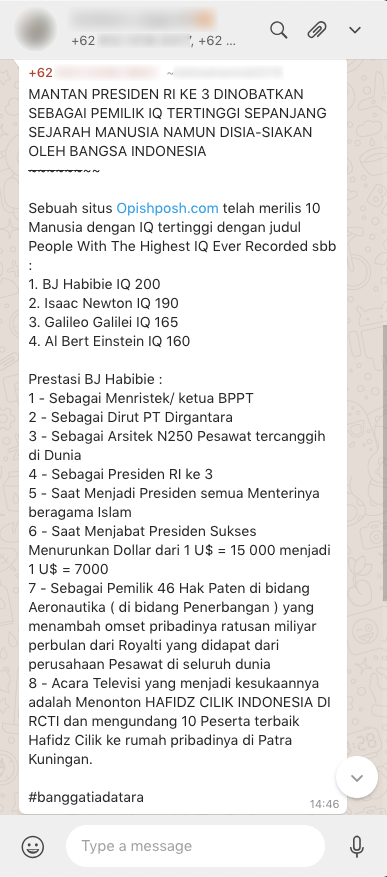 +62 , +62 ...
+62 ~
MANTAN PRESIDEN RI KE 3 DINOBATKAN
SEBAGAI PEMILIK IQ TERTINGGI SEPANJANG
SEJARAH MANUSIA NAMUN DISIA-SIAKAN
OLEH BANGSA INDONESIA
~~~~~~~~
Sebuah situs Opishposh.com telah merilis 10
Manusia dengan IQ tertinggi dengan judul
People With The Highest IQ Ever Recorded sbb
:
1. BJ Habibie IQ 200
2. Isaac Newton IQ 190
3. Galileo Galilei IQ 165
4. Al Bert Einstein IQ 160
Prestasi BJ Habibie :
1 - Sebagai Menristek/ ketua BPPT
2 - Sebagai Dirut PT Dirgantara
3 - Sebagai Arsitek N250 Pesawat tercanggih
di Dunia
4 - Sebagai Presiden RI ke 3
5 - Saat Menjadi Presiden semua Menterinya
beragama Islam
6 - Saat Menjabat Presiden Sukses
Menurunkan Dollar dari 1 U$ = 15 000 menjadi
1 U$ = 7000
7 - Sebagai Pemilik 46 Hak Paten di bidang
Aeronautika ( di bidang Penerbangan ) yang
menambah omset pribadinya ratusan miliyar
perbulan dari Royalti yang didapat dari
perusahaan Pesawat di seluruh dunia
8 - Acara Televisi yang menjadi kesukaannya
adalah Menonton HAFIDZ CILIK INDONESIA DI
RCTI dan mengundang 10 Peserta terbaik
Hafidz Cilik ke rumah pribadinya di Patra
Kuningan.
#banggatiadatara
14:46
Type a message